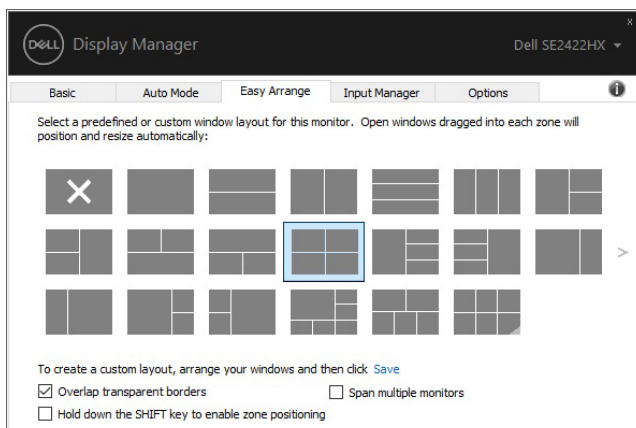 DELL Display Manager
Dell SE2422HX
Basic Auto Mode Easy Arrange Input Manager Options
Select a predefined or custom window layout for this monitor. Open windows dragged into each zone will
position and resize automatically:
To create a custom layout, arrange your windows and then click Save
Overlap transparent borders
Span multiple monitors
Hold down the SHIFT key to enable zone positioning